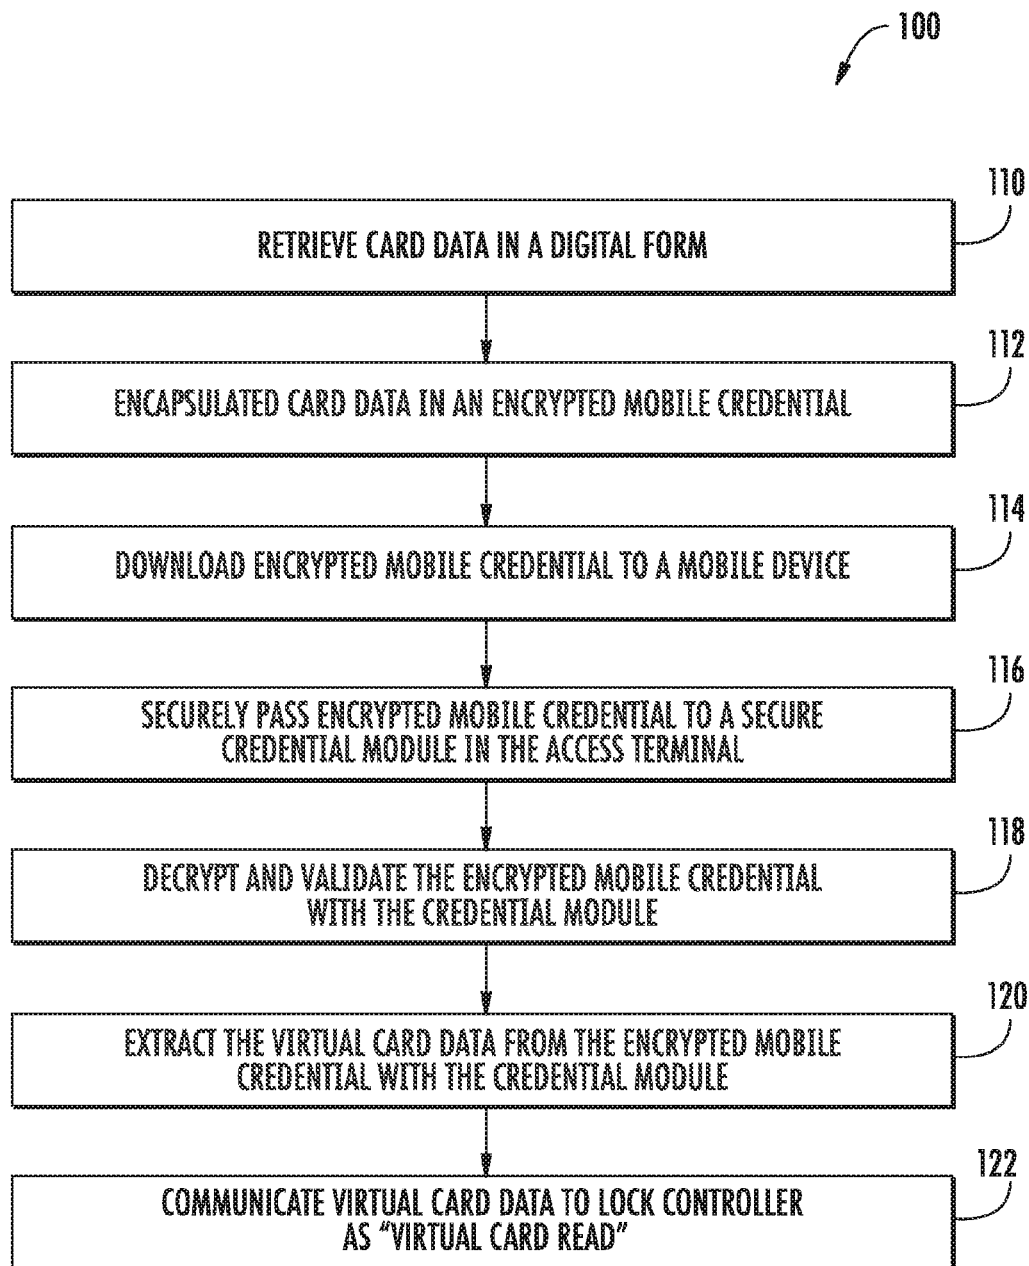 100
110
RETRIEVE CARD DATA IN A DIGITAL FORM
112
ENCAPSULATED CARD DATA IN AN ENCRYPTED MOBILE CREDENTIAL
114
DOWNLOAD ENCRYPTED MOBILE CREDENTIAL TO A MOBILE DEVICE
116
SECURELY PASS ENCRYPTED MOBILE CREDENTIAL TO A SECURE
CREDENTIAL MODULE IN THE ACCESS TERMINAL
118
DECRYPT AND VALIDATE THE ENCRYPTED MOBILE CREDENTIAL
WITH THE CREDENTIAL MODULE
120
EXTRACT THE VIRTUAL CARD DATA FROM THE ENCRYPTED MOBILE
CREDENTIAL WITH THE CREDENTIAL MODULE
122
COMMUNICATE VIRTUAL CARD DATA TO LOCK CONTROLLER
AS “VIRTUAL CARD READ”